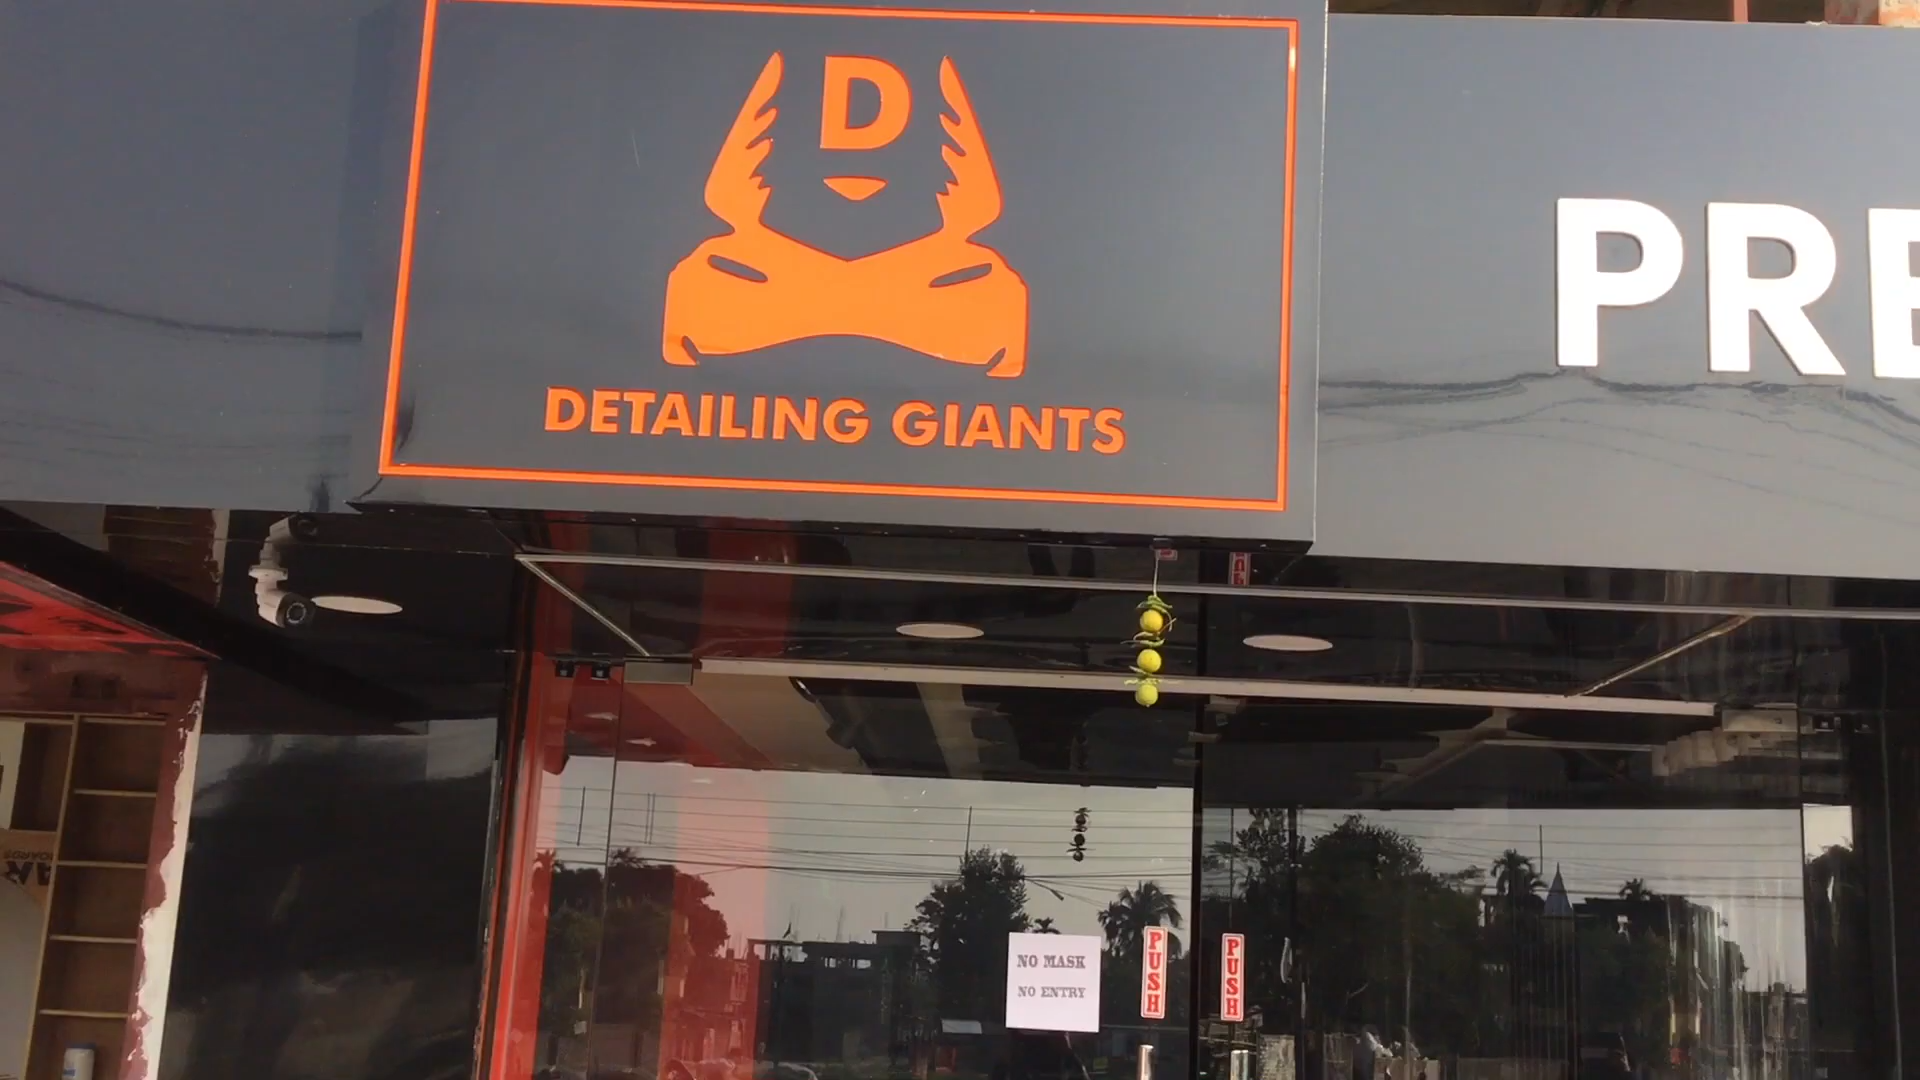 D
DETAILING GIANTS
PRE
NO MASK
NO ENTRY
PUSH
PUSH